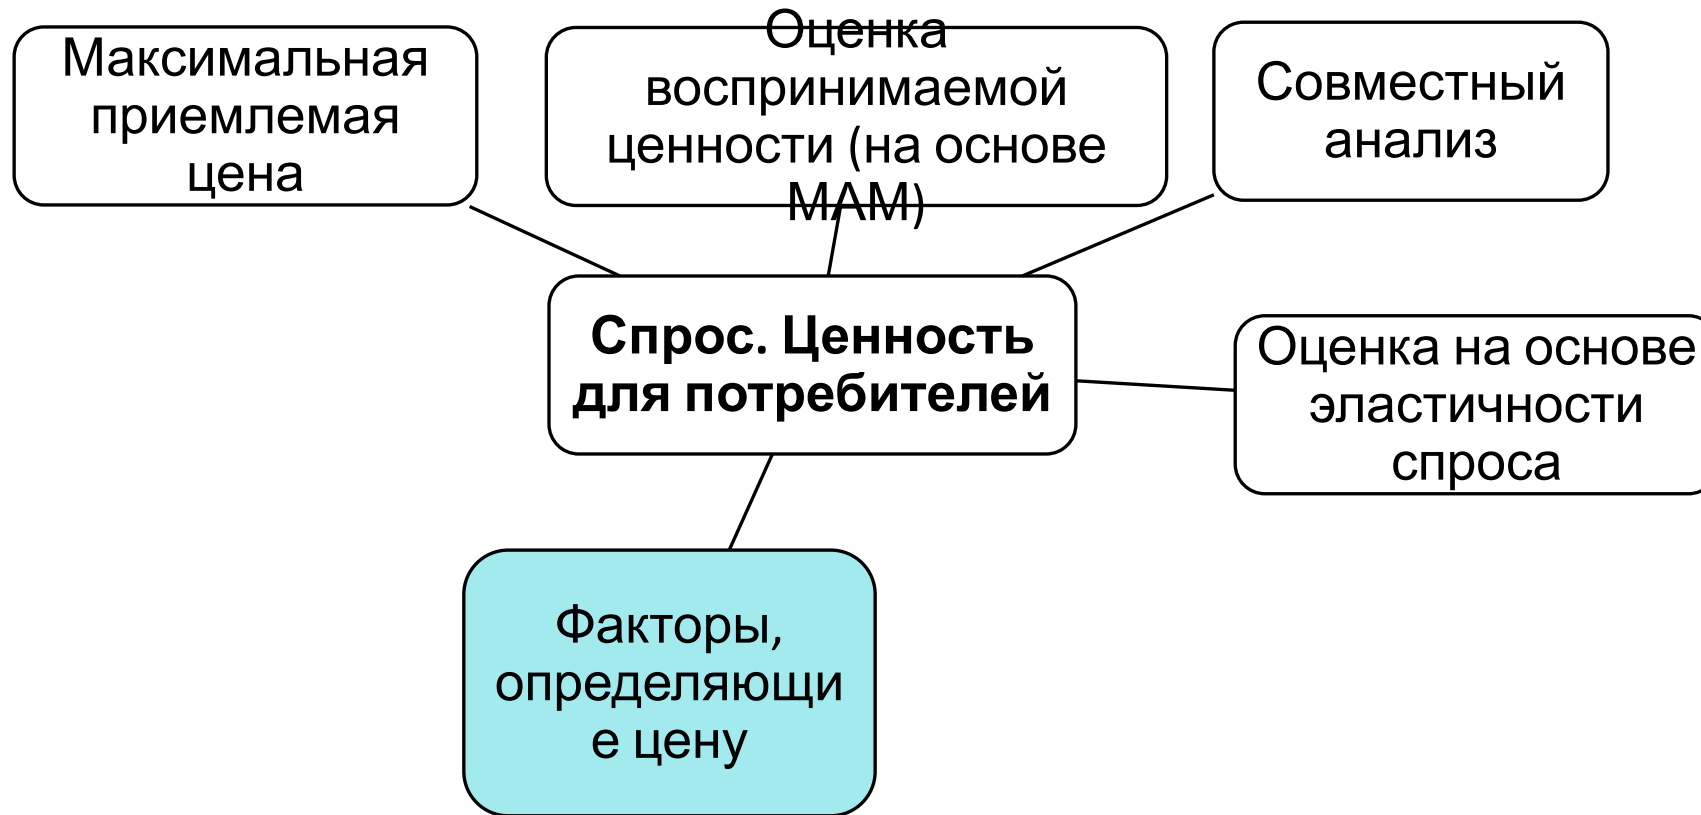 Максимальная
приемлемая
цена
Оценка
воспринимаемой
ценности (на основе
МАМ)
Совместный
анализ
Спрос. Ценность
для потребителей
Оценка на основе
эластичности
спроса
Факторы,
определяющи
е цену